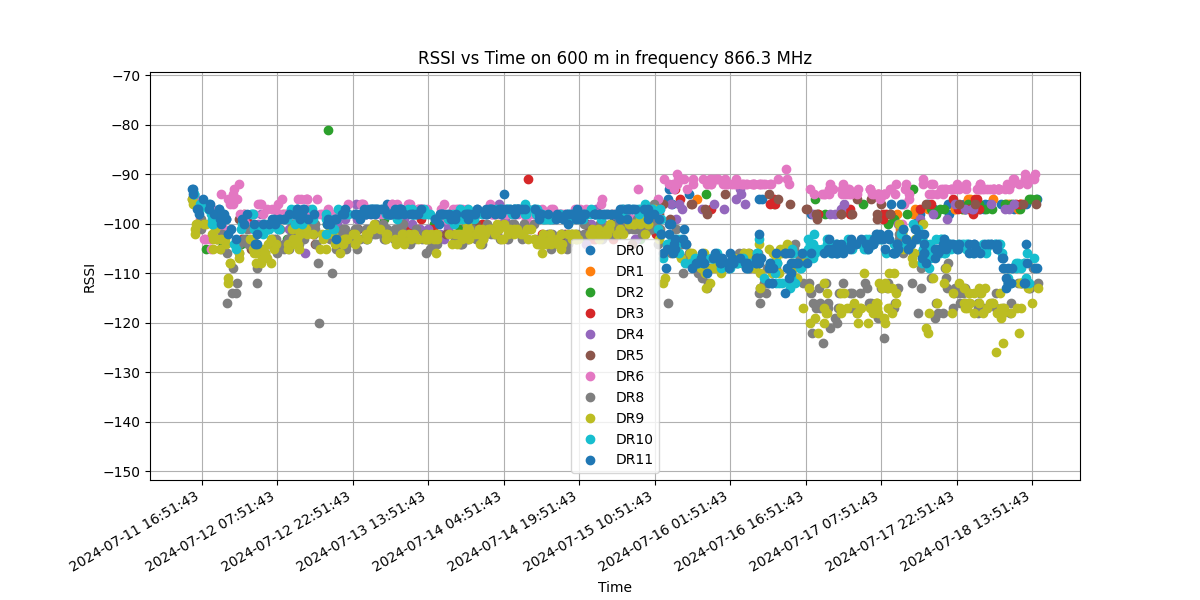 RSSI vs Time on 600 m in frequency 866.3 MHz
−70
−80
−90
−100
−110
−120
−130
−140
−150
RSSI
DR0
DR1
DR2
DR3
DR4
DR5
DR6
DR8
DR9
DR10
DR11
2024-07-11 16:51:43
2024-07-12 07:51:43
2024-07-12 22:51:43
2024-07-13 13:51:43
2024-07-14 04:51:43
2024-07-14 19:51:43
2024-07-15 10:51:43
2024-07-16 01:51:43
2024-07-16 16:51:43
2024-07-17 07:51:43
2024-07-17 22:51:43
2024-07-18 13:51:43
Time